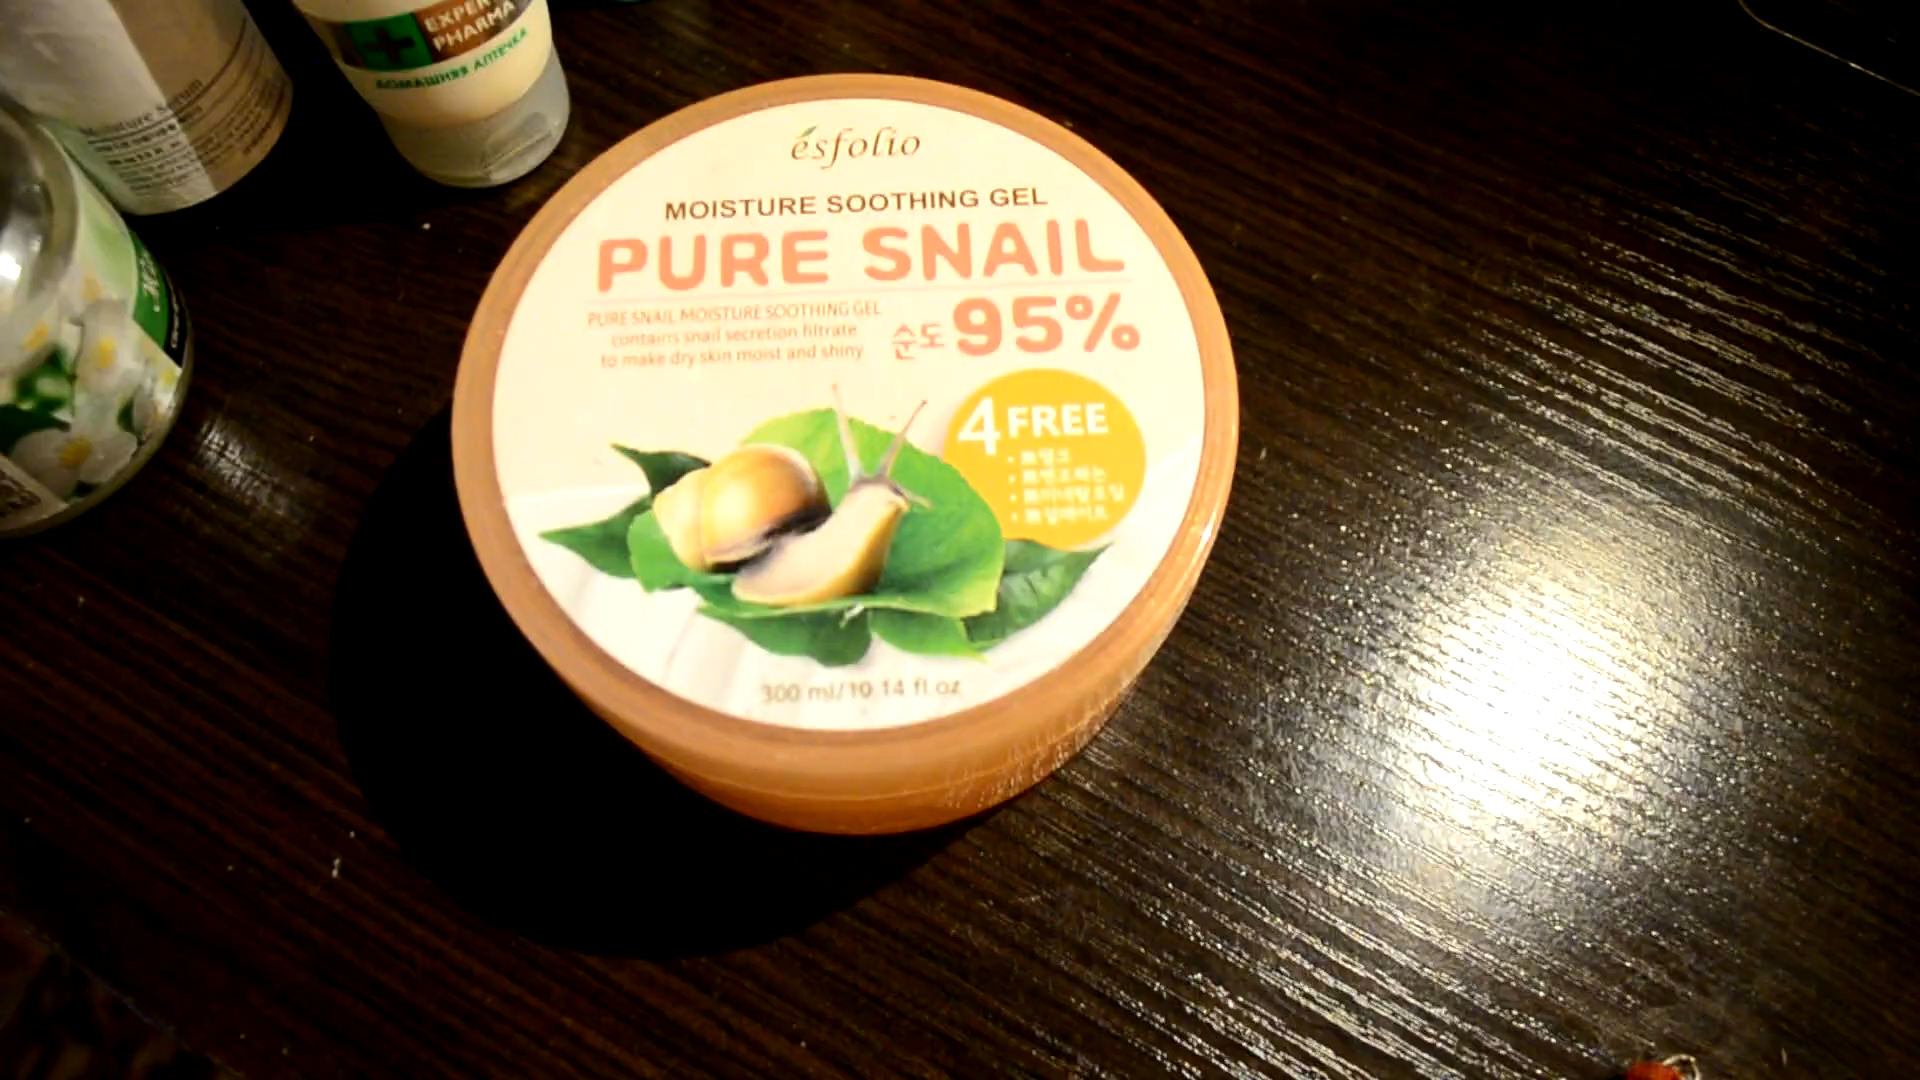 EXPERT
PHARMA
ДОМАШНЯЯ АПТЕЧКА
Moisture Serum
ésfolio
MOISTURE SOOTHING GEL
PURE SNAIL
PURE SNAIL MOISTURE SOOTHING GEL
contains snail secretion filtrate
to make dry skin moist and shiny
순도 95%
4 FREE
300 ml/10.14 fl oz